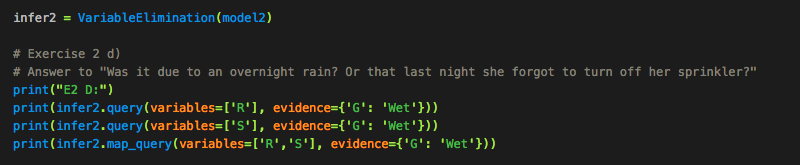 infer2 = VariableElimination(model2)
# Exercise 2 d)
# Answer to "Was it due to an overnight rain? Or that last night she forgot to turn off her sprinkler?"
print("E2 D:")
print(infer2.query(variables=['R'], evidence={'G': 'Wet'}))
print(infer2.query(variables=['S'], evidence={'G': 'Wet'}))
print(infer2.map_query(variables=['R','S'], evidence={'G': 'Wet'}))